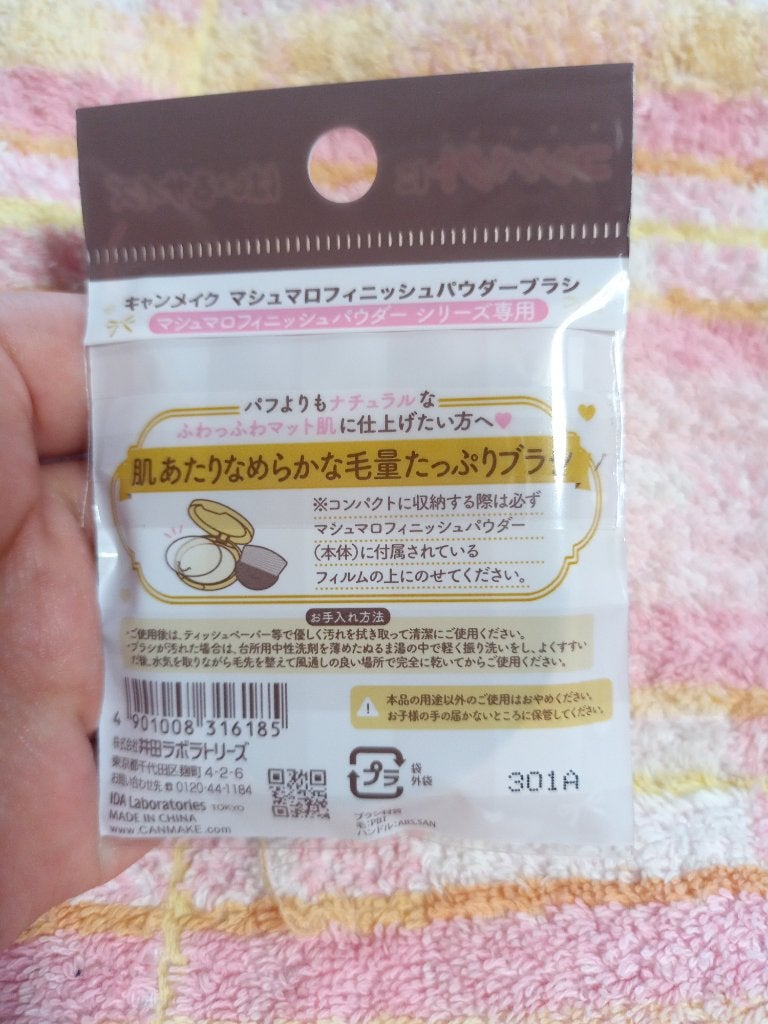 キャンメイク マシュマロフィニッシュパウダーブラシ
マシュマロフィニッシュパウダー シリーズ専用
パフよりもナチュラルな
ふわっふわマット肌に仕上げたい方へ♥
肌あたりなめらかな毛量たっぷりブラシ
※コンパクトに収納する際は必ず
マシュマロフィニッシュパウダー
(本体)に付属されている
フィルムの上にのせてください。
お手入れ方法
・ご使用後は、ティッシュペーパー等で優しく汚れを拭き取って清潔にご使用ください。
・ブラシが汚れた場合は、台所用中性洗剤を薄めたぬるま湯の中で軽く振り洗いをし、よくすすい
だ後、水気を取りながら毛先を整えて風通しの良い場所で完全に乾いてからご使用ください。
本品の用途以外のご使用はおやめください。
お子様の手の届かないところに保管してください。
4 901008 316185
株式会社井田ラボラトリーズ
東京都千代田区麹町4-2-6
お問い合わせ先 ☎ 0120-44-1184
IDA Laboratories TOKYO
MADE IN CHINA
www.CANMAKE.com
プラ
袋
外袋
ブラシ材質
毛:PBT
ハンドル:ABS,SAN
301A